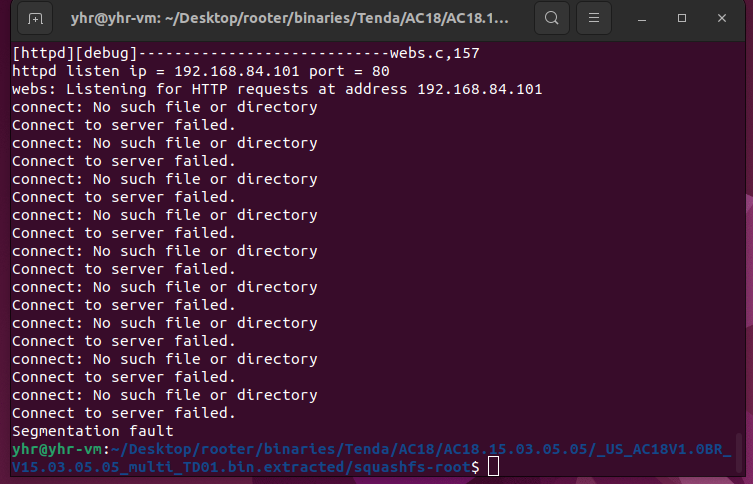 yhr@yhr-vm: ~/Desktop/rooter/binaries/Tenda/AC18/AC18.1...
[httpd][debug]----------------------------webs.c,157
httpd listen ip = 192.168.84.101 port = 80
webs: Listening for HTTP requests at address 192.168.84.101
connect: No such file or directory
Connect to server failed.
connect: No such file or directory
Connect to server failed.
connect: No such file or directory
Connect to server failed.
connect: No such file or directory
Connect to server failed.
connect: No such file or directory
Connect to server failed.
connect: No such file or directory
Connect to server failed.
connect: No such file or directory
Connect to server failed.
connect: No such file or directory
Connect to server failed.
connect: No such file or directory
Connect to server failed.
Segmentation fault
yhr@yhr-vm:~/Desktop/rooter/binaries/Tenda/AC18/AC18.15.03.05.05/_US_AC18V1.0BR_
V15.03.05.05_multi_TD01.bin.extracted/squashfs-root$